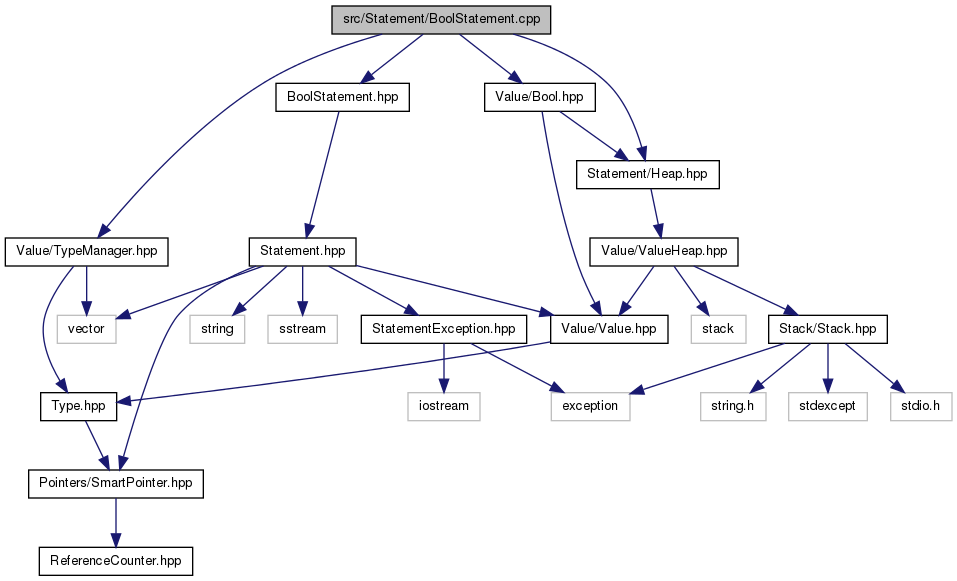 src/Statement/BoolStatement.cpp
BoolStatement.hpp
Value/Bool.hpp
Statement/Heap.hpp
Value/TypeManager.hpp
Statement.hpp
Value/ValueHeap.hpp
vector
string
sstream
StatementException.hpp
Value/Value.hpp
stack
Stack/Stack.hpp
Type.hpp
iostream
exception
string.h
stdexcept
stdio.h
Pointers/SmartPointer.hpp
ReferenceCounter.hpp